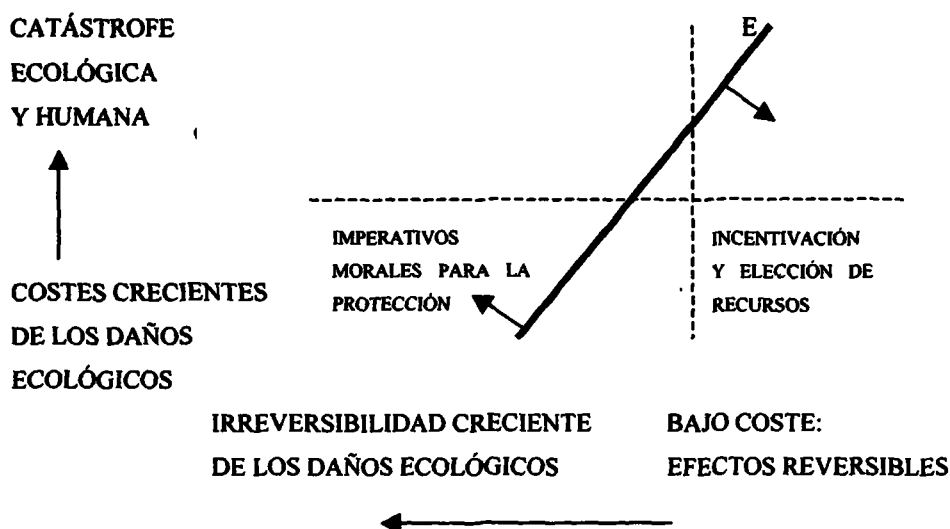 CATÁSTROFE
ECOLÓGICA
Y HUMANA
E
IMPERATIVOS
MORALES PARA LA
PROTECCIÓN
INCENTIVACIÓN
Y ELECCIÓN DE
RECURSOS
COSTES CRECIENTES
DE LOS DAÑOS
ECOLÓGICOS
IRREVERSIBILIDAD CRECIENTE
DE LOS DAÑOS ECOLÓGICOS
BAJO COSTE:
EFECTOS REVERSIBLES